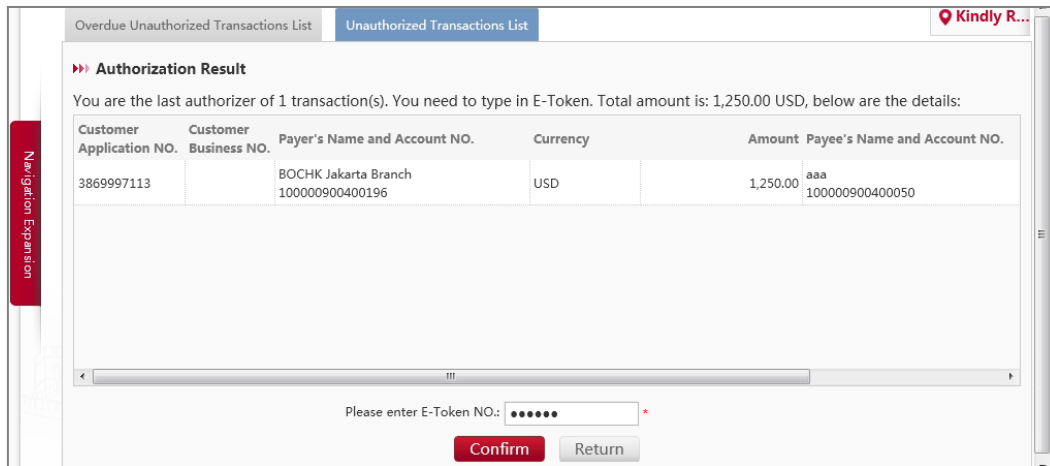 Overdue Unauthorized Transactions List
Unauthorized Transactions List
Kindly R...
Authorization Result
You are the last authorizer of 1 transaction(s). You need to type in E-Token. Total amount is: 1,250.00 USD, below are the details:
Customer Application NO.
Customer Business NO.
Payer's Name and Account NO.
Currency
Amount
Payee's Name and Account NO.
3869997113
BOCHK Jakarta Branch
100000900400196
USD
1,250.00
aaa
100000900400050
Navigation Expansion
Please enter E-Token NO.: ●●●●●● *
Confirm
Return